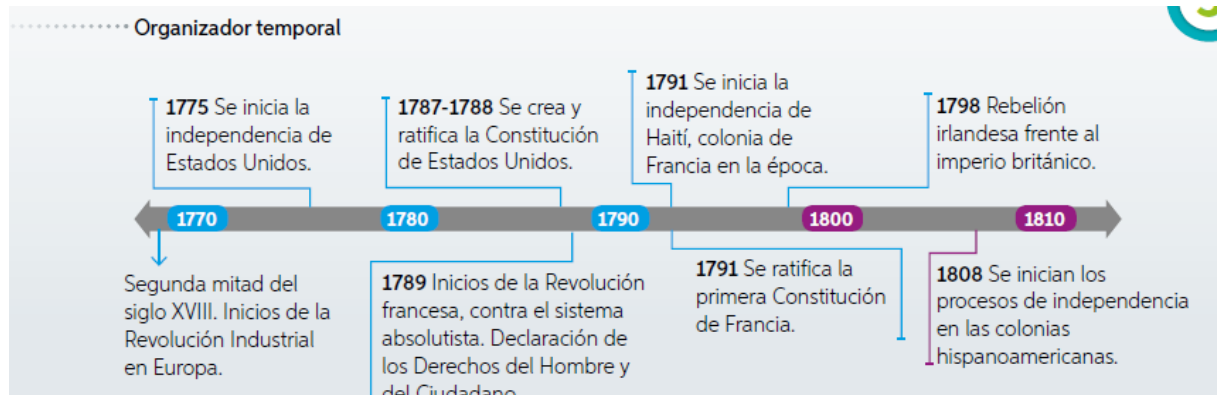 Organizador temporal
1775 Se inicia la
independencia de
Estados Unidos.
1787-1788 Se crea y
ratifica la Constitución
de Estados Unidos.
1791 Se inicia la
independencia de
Haití, colonia de
Francia en la época.
1798 Rebelión
irlandesa frente al
imperio británico.
1770
1780
1790
1800
1810
Segunda mitad del
siglo XVIII. Inicios de la
Revolución Industrial
en Europa.
1789 Inicios de la Revolución
francesa, contra el sistema
absolutista. Declaración de
los Derechos del Hombre y
del Ciudadano.
1791 Se ratifica la
primera Constitución
de Francia.
1808 Se inician los
procesos de independencia
en las colonias
hispanoamericanas.